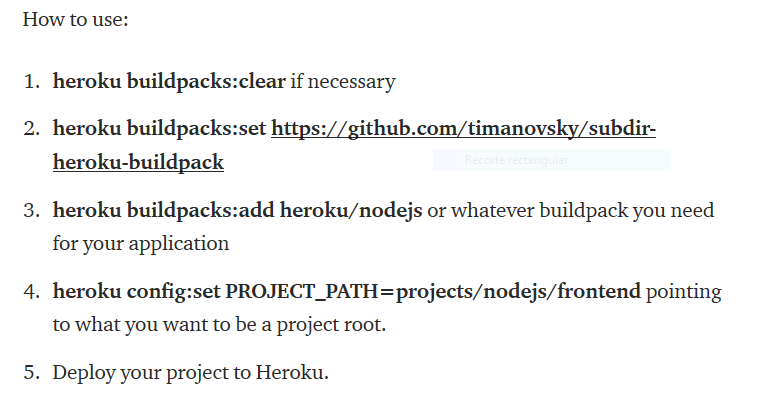 How to use:
1. heroku buildpacks:clear if necessary
2. heroku buildpacks:set https://github.com/timanovsky/subdir-
heroku-buildpack
Recorte rectangular
3. heroku buildpacks:add heroku/nodejs or whatever buildpack you need
for your application
4. heroku config:set PROJECT_PATH=projects/nodejs/frontend pointing
to what you want to be a project root.
5. Deploy your project to Heroku.